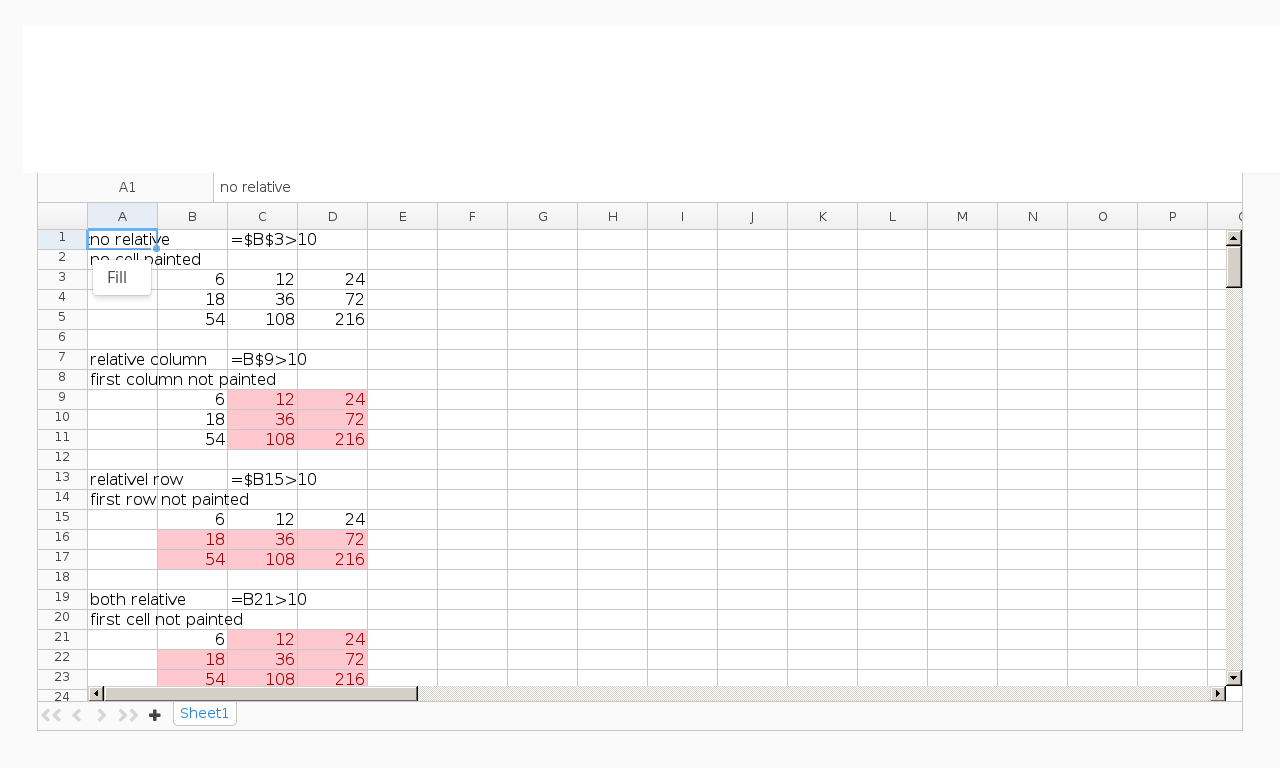 A1 no relative
A B C D E F G H I J K L M N O P
1 no relative =$B$3>10
2 no cell painted
Fill
3 6 12 24
4 18 36 72
5 54 108 216
6
7 relative column =B$9>10
8 first column not painted
9 6 12 24
10 18 36 72
11 54 108 216
12
13 relativel row =$B15>10
14 first row not painted
15 6 12 24
16 18 36 72
17 54 108 216
18
19 both relative =B21>10
20 first cell not painted
21 6 12 24
22 18 36 72
23 54 108 216
24
Sheet1